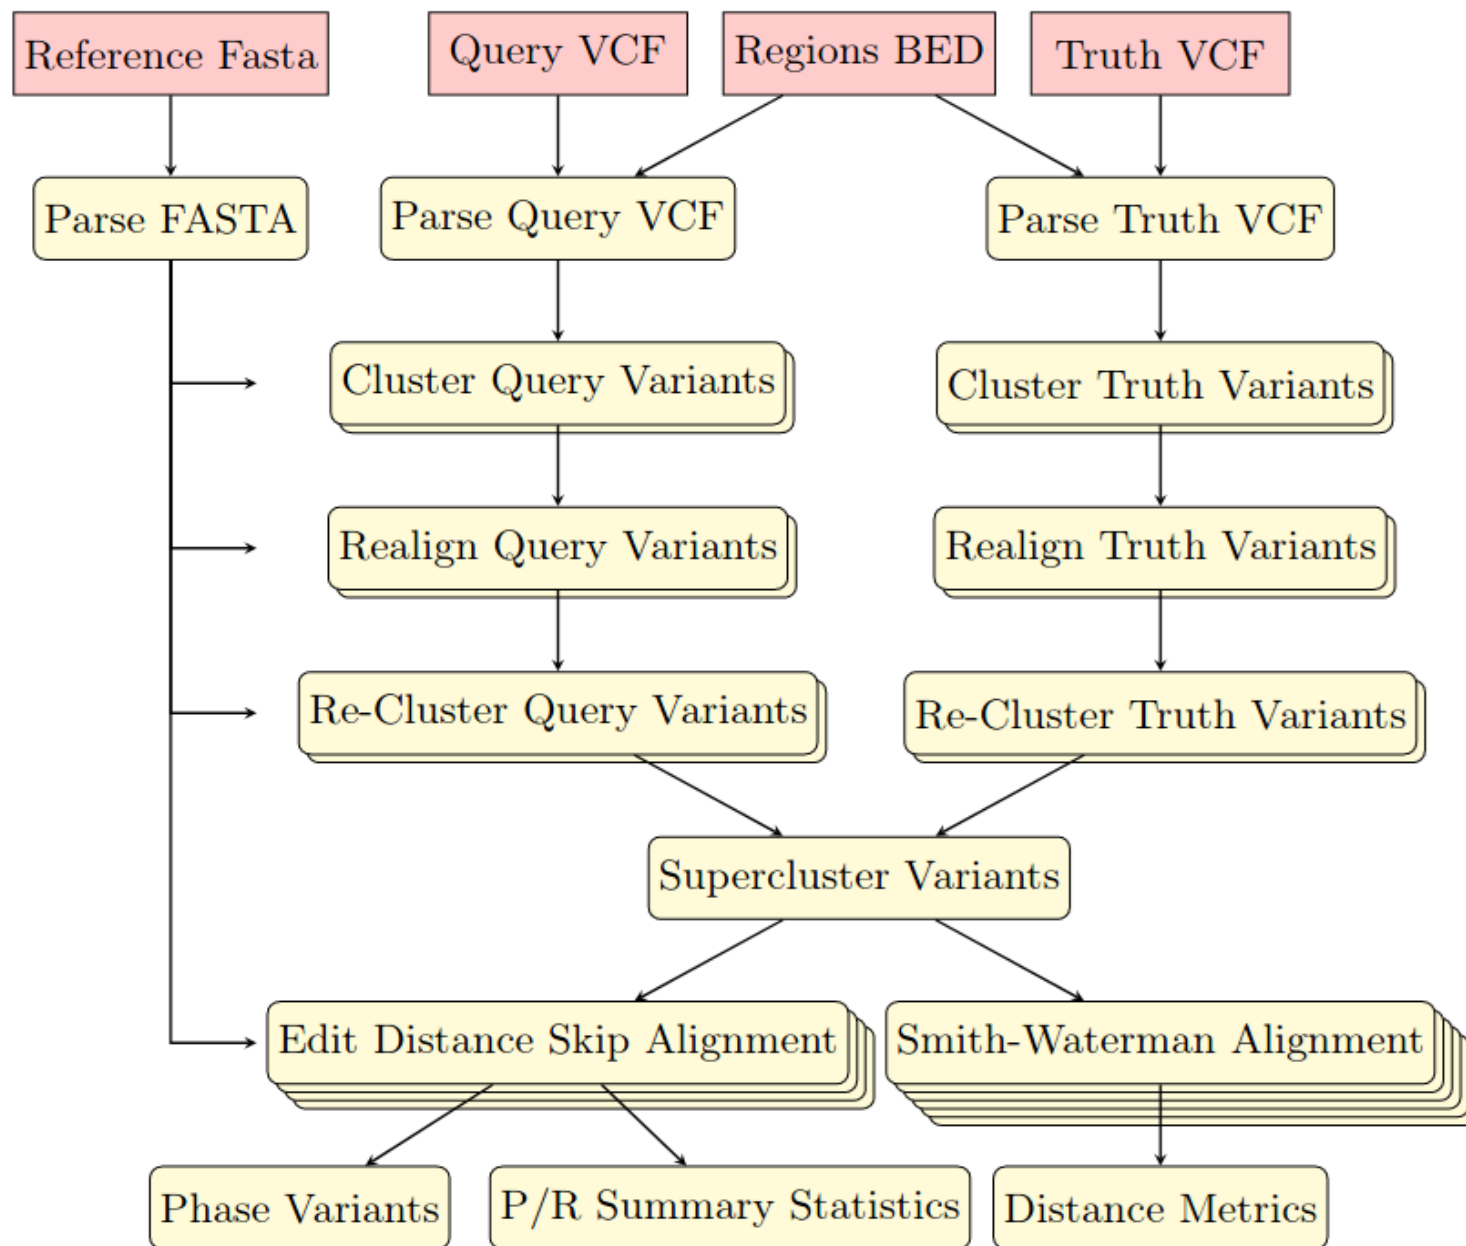 Reference Fasta
Query VCF
Regions BED
Truth VCF
Parse FASTA
Parse Query VCF
Parse Truth VCF
Cluster Query Variants
Cluster Truth Variants
Realign Query Variants
Realign Truth Variants
Re-Cluster Query Variants
Re-Cluster Truth Variants
Supercluster Variants
Edit Distance Skip Alignment
Smith-Waterman Alignment
Phase Variants
P/R Summary Statistics
Distance Metrics